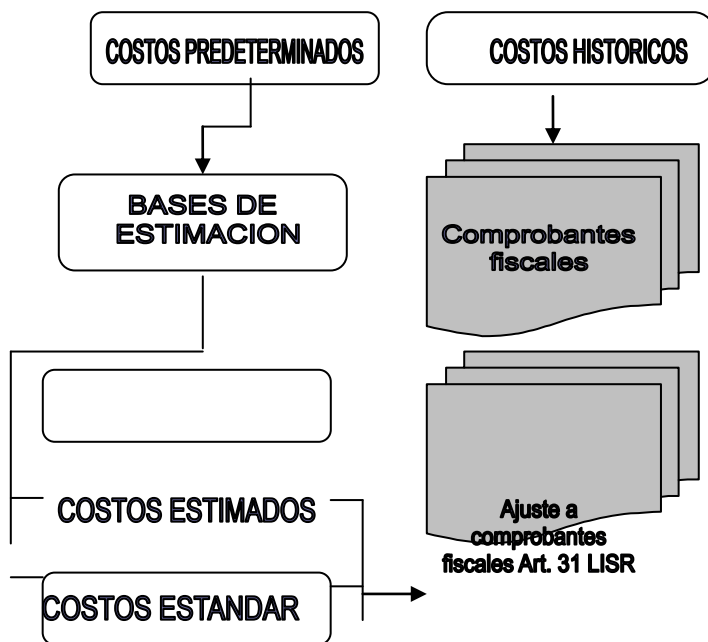 COSTOS PREDETERMINADOS
COSTOS HISTORICOS
BASES DE
ESTIMACION
Comprobantes
fiscales
COSTOS ESTIMADOS
Ajuste a
comprobantes
fiscales Art. 31 LISR
COSTOS ESTANDAR